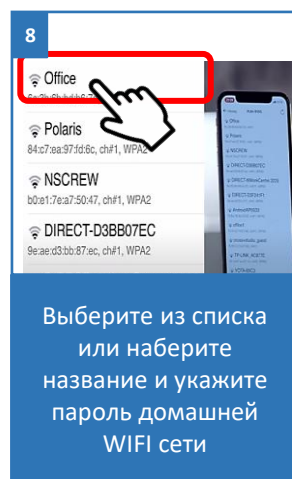 8
Office
Polaris
84:c7:ea:97:fd:6c, ch#1, WPA2
NSCREW
b0:e1:7e:a7:50:47, ch#1, WPA2
DIRECT-D3BB07EC
9e:ae:d3:bb:87:ec, ch#1, WPA2
Выберите из списка
или наберите
название и укажите
пароль домашней
WIFI сети